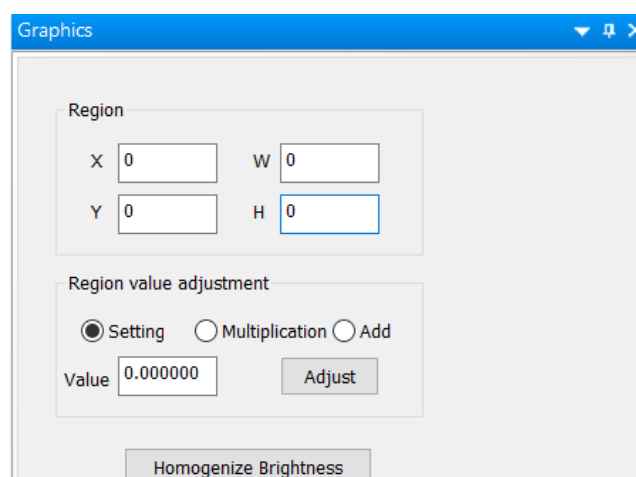 Graphics
Region
X 0 W 0
Y 0 H 0
Region value adjustment
Setting Multiplication Add
Value 0.000000 Adjust
Homogenize Brightness